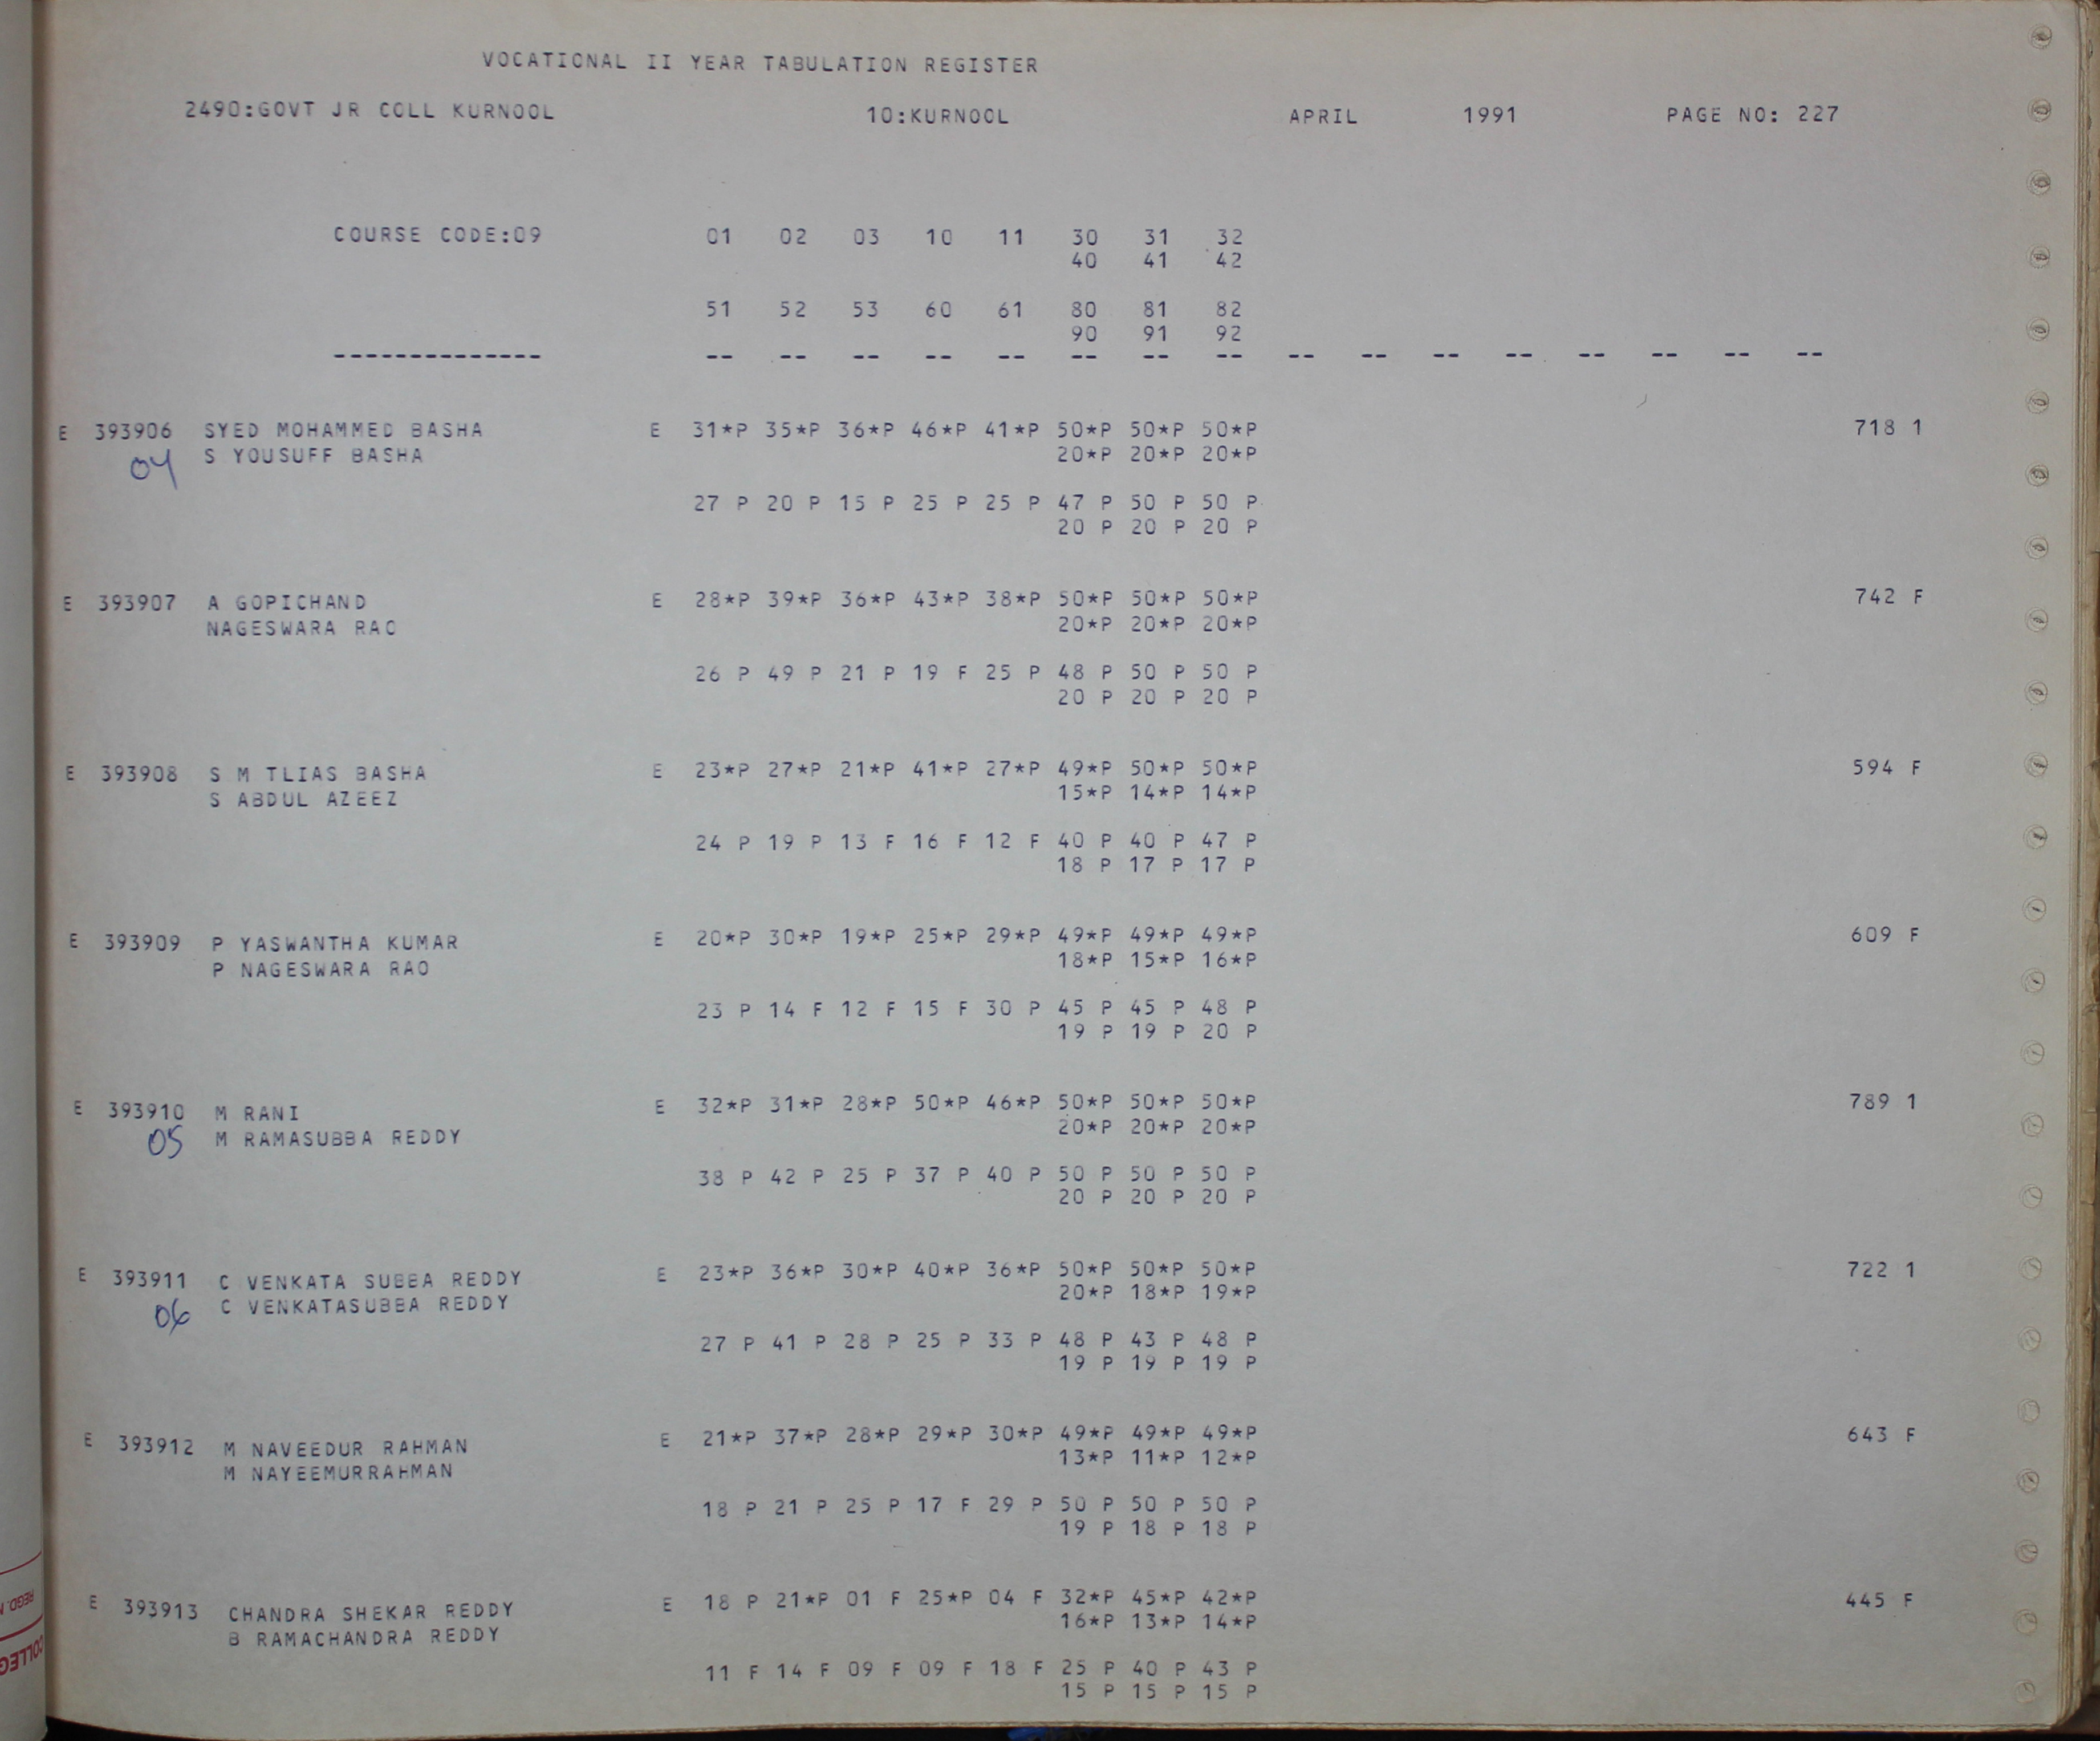 VOCATIONAL II YEAR TABULATION REGISTER
2490:GOVT JR COLL KURNOOL 10:KURNOOL APRIL 1991 PAGE NO: 227
COURSE CODE:09 01 02 03 10 11 30 31 32
40 41 42
51 52 53 60 61 80 81 82
90 91 92
-------------- -- -- -- -- -- -- -- -- -- -- -- -- -- -- -- --
E 393906 SYED MOHAMMED BASHA E 31*P 35*P 36*P 46*P 41*P 50*P 50*P 50*P 718 1
04 S YOUSUFF BASHA 20*P 20*P 20*P
27 P 20 P 15 P 25 P 25 P 47 P 50 P 50 P
20 P 20 P 20 P
E 393907 A GOPICHAND E 28*P 39*P 36*P 43*P 38*P 50*P 50*P 50*P 742 F
NAGESWARA RAO 20*P 20*P 20*P
26 P 49 P 21 P 19 F 25 P 48 P 50 P 50 P
20 P 20 P 20 P
E 393908 S M TLIAS BASHA E 23*P 27*P 21*P 41*P 27*P 49*P 50*P 50*P 594 F
S ABDUL AZEEZ 15*P 14*P 14*P
24 P 19 P 13 F 16 F 12 F 40 P 40 P 47 P
18 P 17 P 17 P
E 393909 P YASWANTHA KUMAR E 20*P 30*P 19*P 25*P 29*P 49*P 49*P 49*P 609 F
P NAGESWARA RAO 18*P 15*P 16*P
23 P 14 F 12 F 15 F 30 P 45 P 45 P 48 P
19 P 19 P 20 P
E 393910 M RANI E 32*P 31*P 28*P 50*P 46*P 50*P 50*P 50*P 789 1
05 M RAMASUBBA REDDY 20*P 20*P 20*P
38 P 42 P 25 P 37 P 40 P 50 P 50 P 50 P
20 P 20 P 20 P
E 393911 C VENKATA SUBBA REDDY E 23*P 36*P 30*P 40*P 36*P 50*P 50*P 50*P 722 1
06 C VENKATASUBBA REDDY 20*P 18*P 19*P
27 P 41 P 28 P 25 P 33 P 48 P 43 P 48 P
19 P 19 P 19 P
E 393912 M NAVEEDUR RAHMAN E 21*P 37*P 28*P 29*P 30*P 49*P 49*P 49*P 643 F
M NAYEEMURRAHMAN 13*P 11*P 12*P
18 P 21 P 25 P 17 F 29 P 50 P 50 P 50 P
19 P 18 P 18 P
E 393913 CHANDRA SHEKAR REDDY E 18 P 21*P 01 F 25*P 04 F 32*P 45*P 42*P 445 F
B RAMACHANDRA REDDY 16*P 13*P 14*P
11 F 14 F 09 F 09 F 18 F 25 P 40 P 43 P
15 P 15 P 15 P